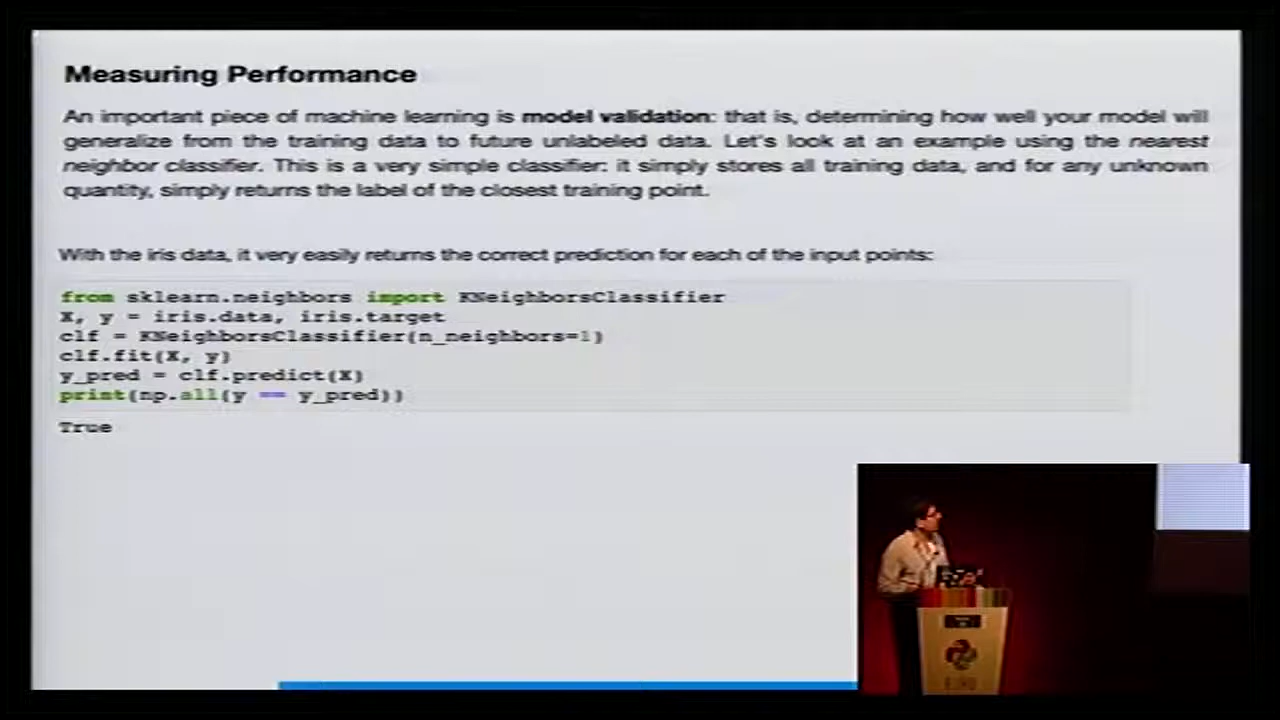 Measuring Performance
An important piece of machine learning is model validation: that is, determining how well your model will
generalize from the training data to future unlabeled data. Let's look at an example using the nearest
neighbor classifier. This is a very simple classifier: it simply stores all training data, and for any unknown
quantity, simply returns the label of the closest training point.
With the iris data, it very easily returns the correct prediction for each of the input points:
from sklearn.neighbors import KNeighborsClassifier
X, y = iris.data, iris.target
clf = KNeighborsClassifier(n_neighbors=1)
clf.fit(X, y)
y_pred = clf.predict(X)
print(np.all(y == y_pred))
True